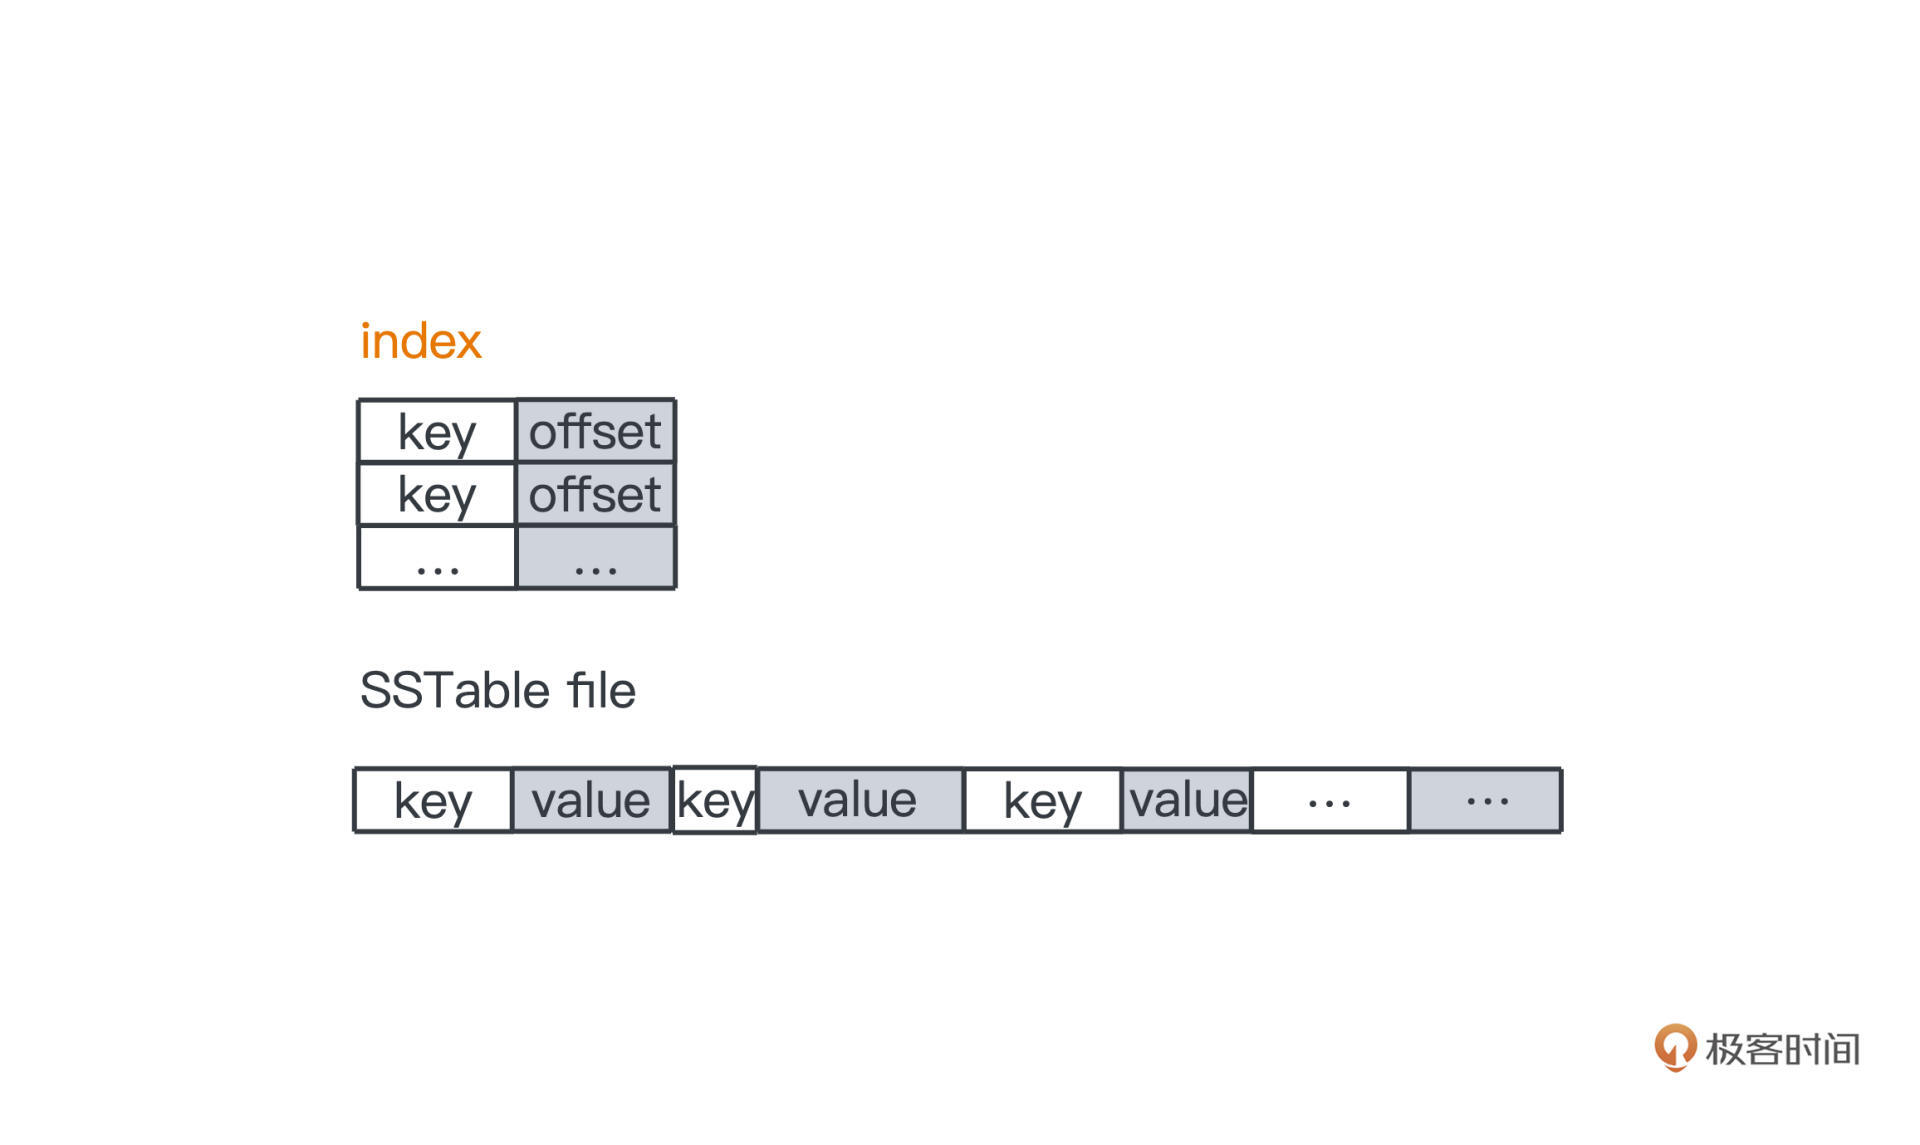 index
key offset
key offset
... ...
SSTable file
key value key value key value ... ...
极客时间